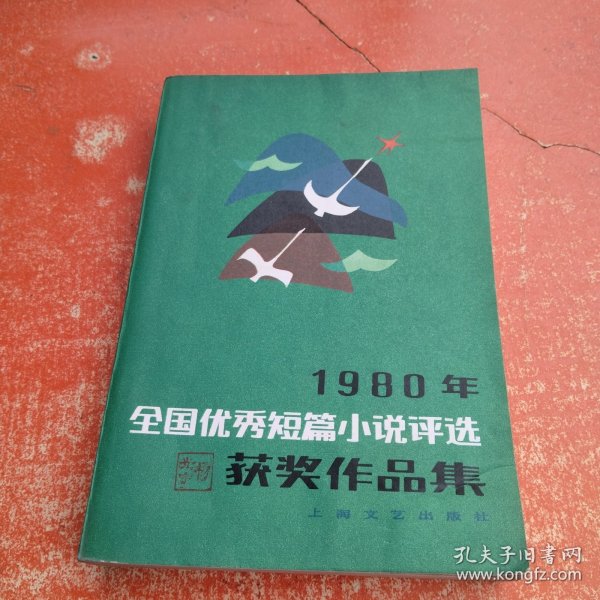 1980年
全国优秀短篇小说评选
获奖作品集
上海文艺出版社
孔夫子旧书网
www.kongfz.com